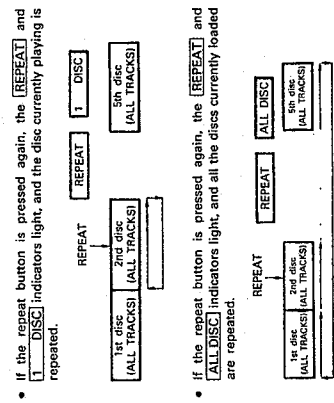 • If the repeat button is pressed again, the REPEAT and
1 DISC indicators light, and the disc currently playing is
repeated.
REPEAT 1 DISC
REPEAT
1st disc (ALL TRACKS) 2nd disc (ALL TRACKS) 5th disc (ALL TRACKS)
• If the repeat button is pressed again, the REPEAT and
ALL DISC indicators light, and all the discs currently loaded
are repeated.
REPEAT ALL DISC
REPEAT
1st disc (ALL TRACKS) 2nd disc (ALL TRACKS) 5th disc (ALL TRACKS)